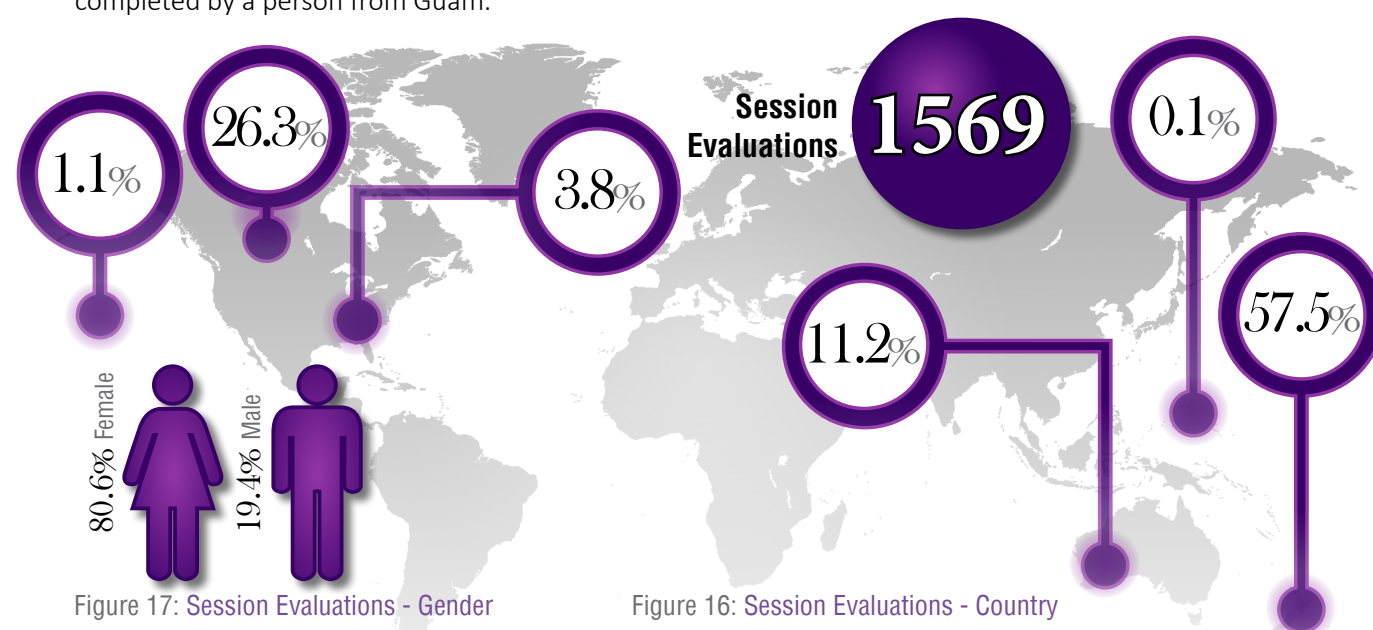 completed by a person from Guam.
1.1%
26.3%
3.8%
Session
Evaluations
1569
0.1%
11.2%
57.5%
80.6% Female
19.4% Male
Figure 17: Session Evaluations - Gender
Figure 16: Session Evaluations - Country